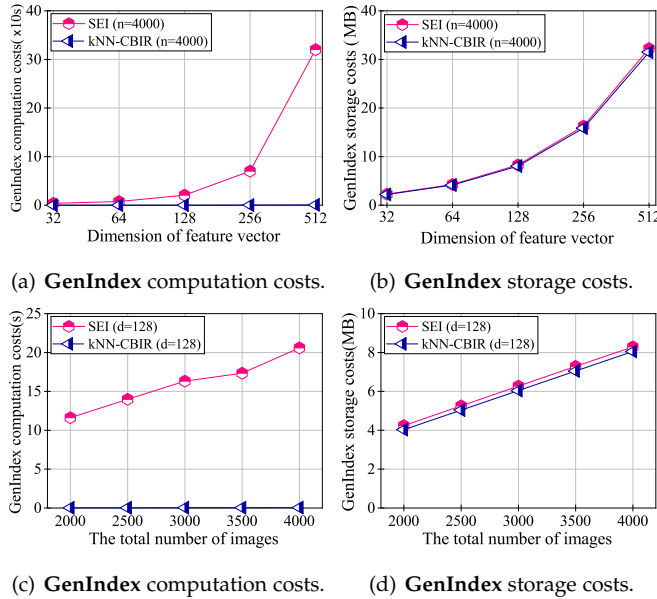 GenIndex computation costs( x10s)
40
30
20
10
0
SEI (n=4000)
kNN-CBIR (n=4000)
32 64 128 256 512
Dimension of feature vector
(a) GenIndex computation costs.
GenIndex storage costs (MB)
40
30
20
10
0
SEI (n=4000)
kNN-CBIR (n=4000)
32 64 128 256 512
Dimension of feature vector
(b) GenIndex storage costs.
GenIndex computation costs(s)
25
20
15
10
5
0
SEI (d=128)
kNN-CBIR (d=128)
2000 2500 3000 3500 4000
The total number of images
(c) GenIndex computation costs.
GenIndex storage costs(MB)
10
8
6
4
2
0
SEI (d=128)
kNN-CBIR (d=128)
2000 2500 3000 3500 4000
The total number of images
(d) GenIndex storage costs.